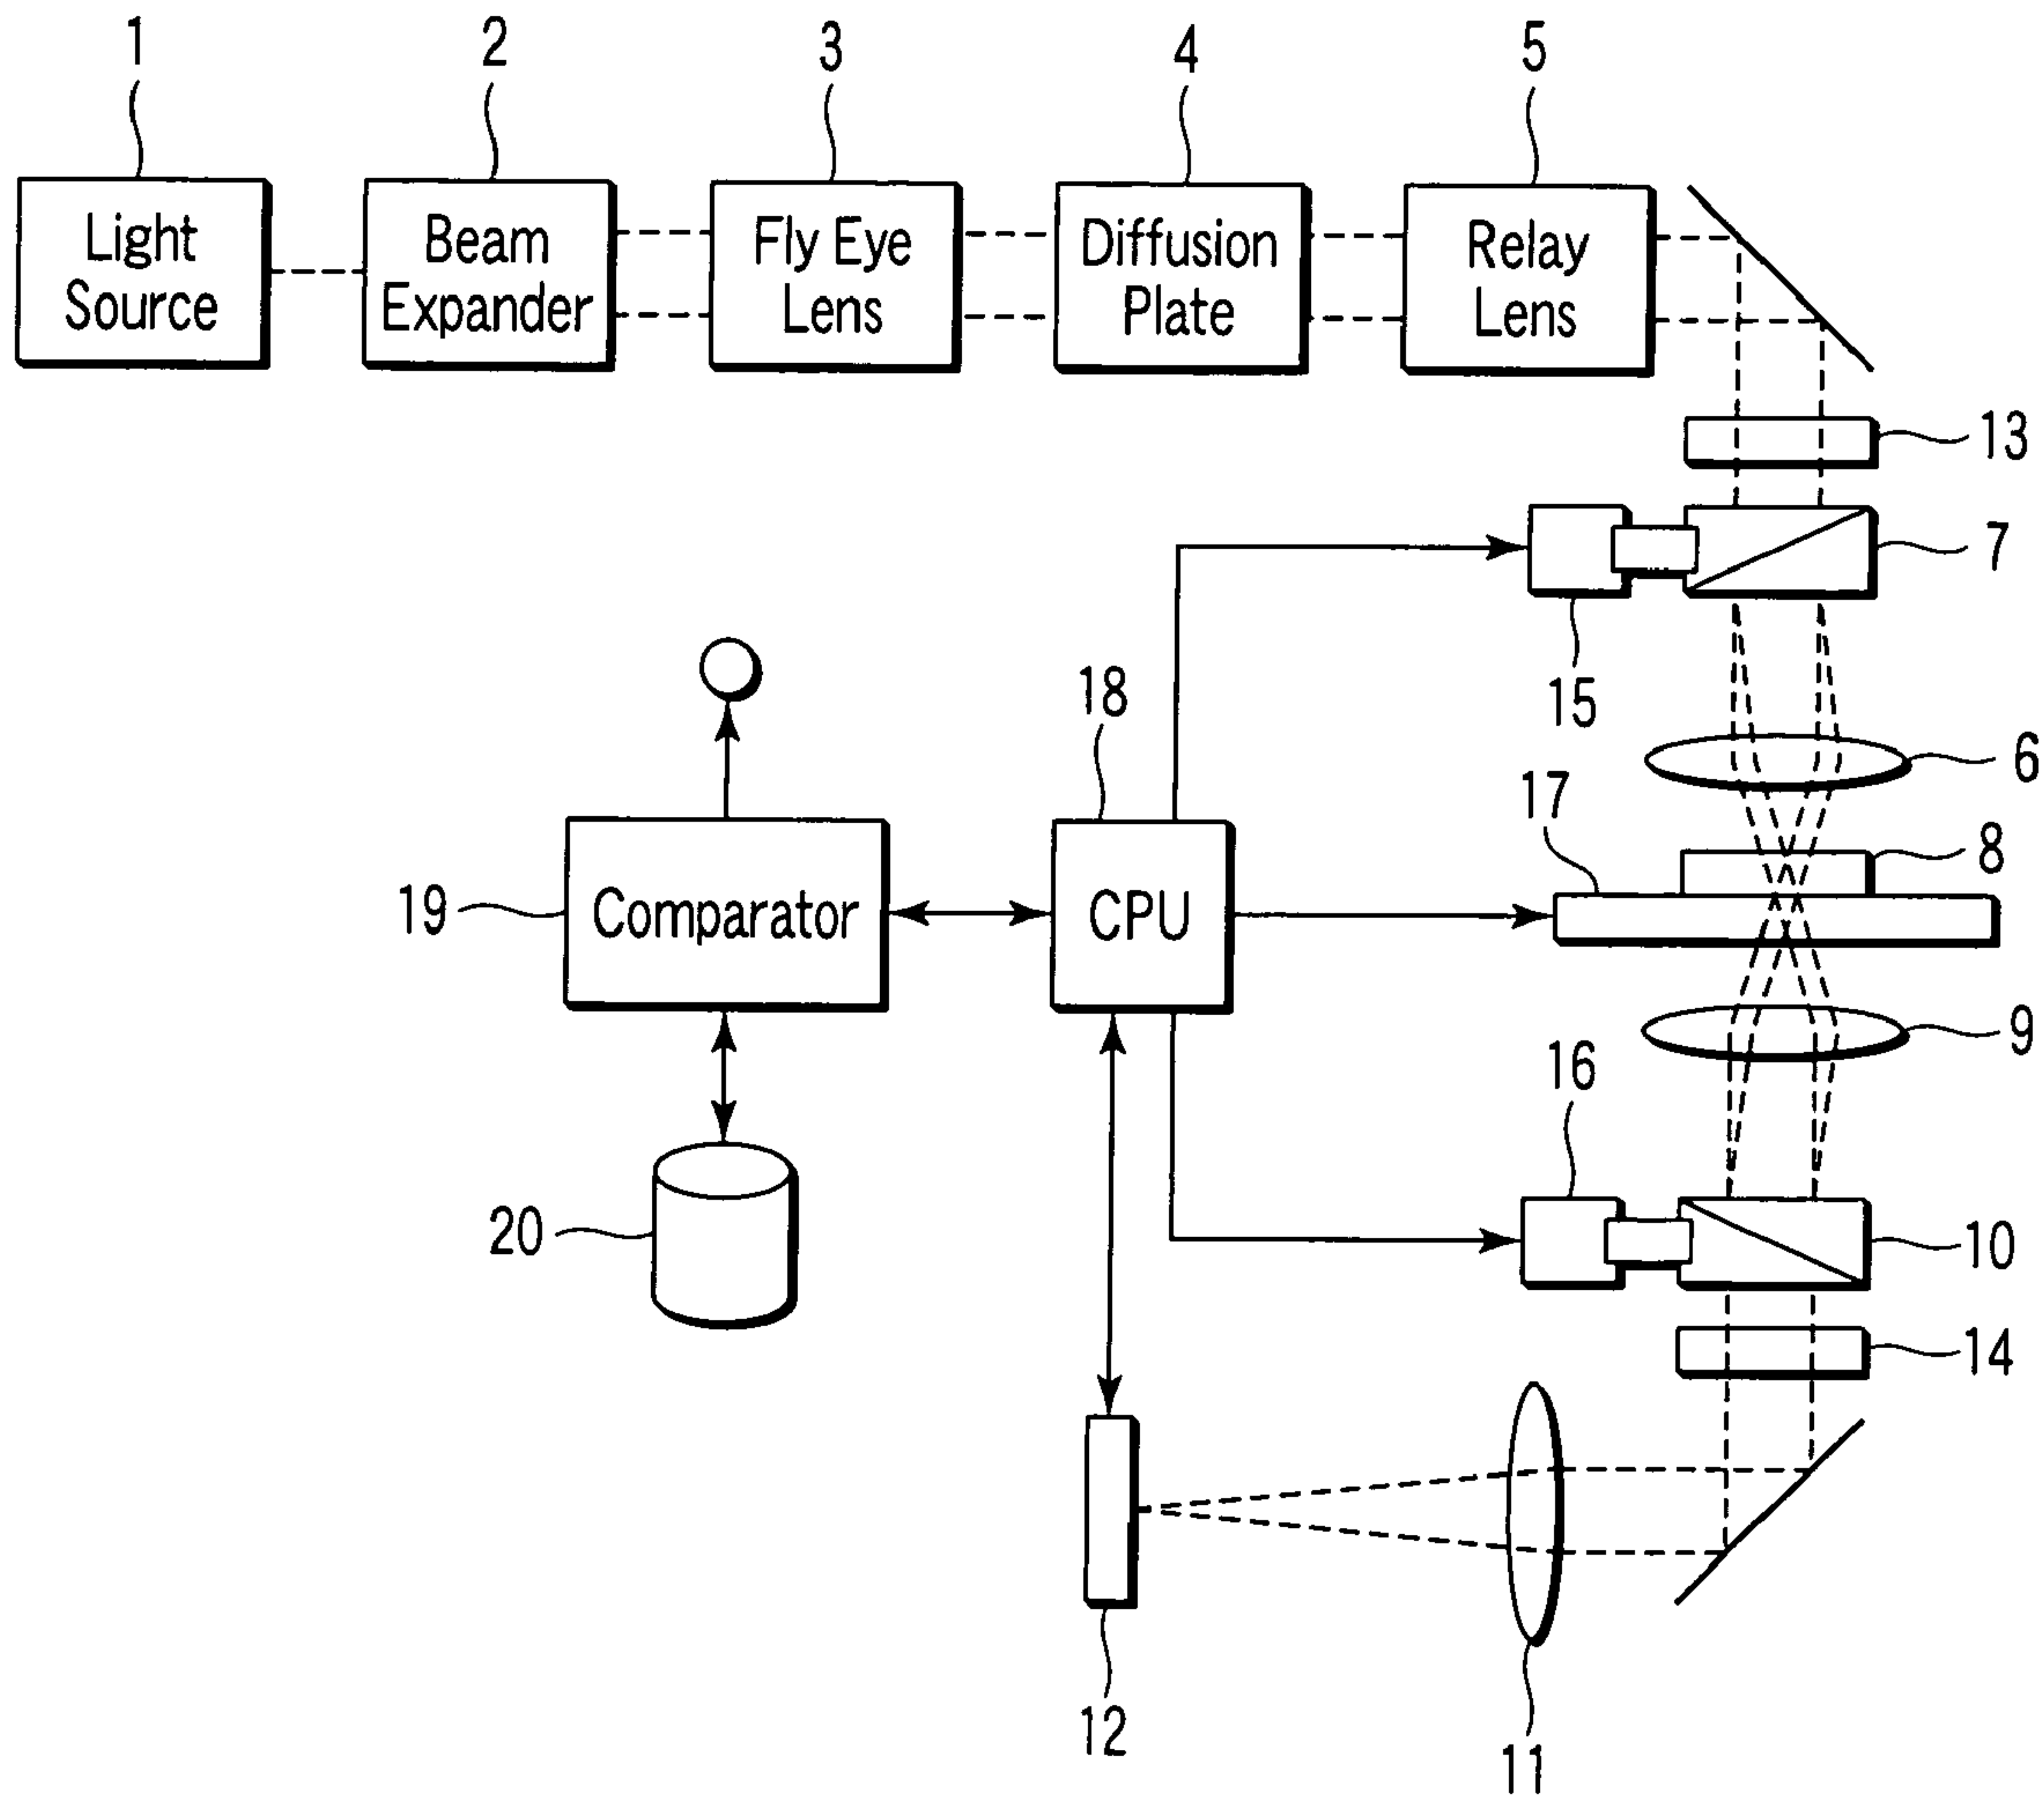 1
2
3
4
5
Light
Source
Beam
Expander
Fly Eye
Lens
Diffusion
Plate
Relay
Lens
13
7
15
18
6
17
8
19
Comparator
CPU
9
16
20
10
14
12
11